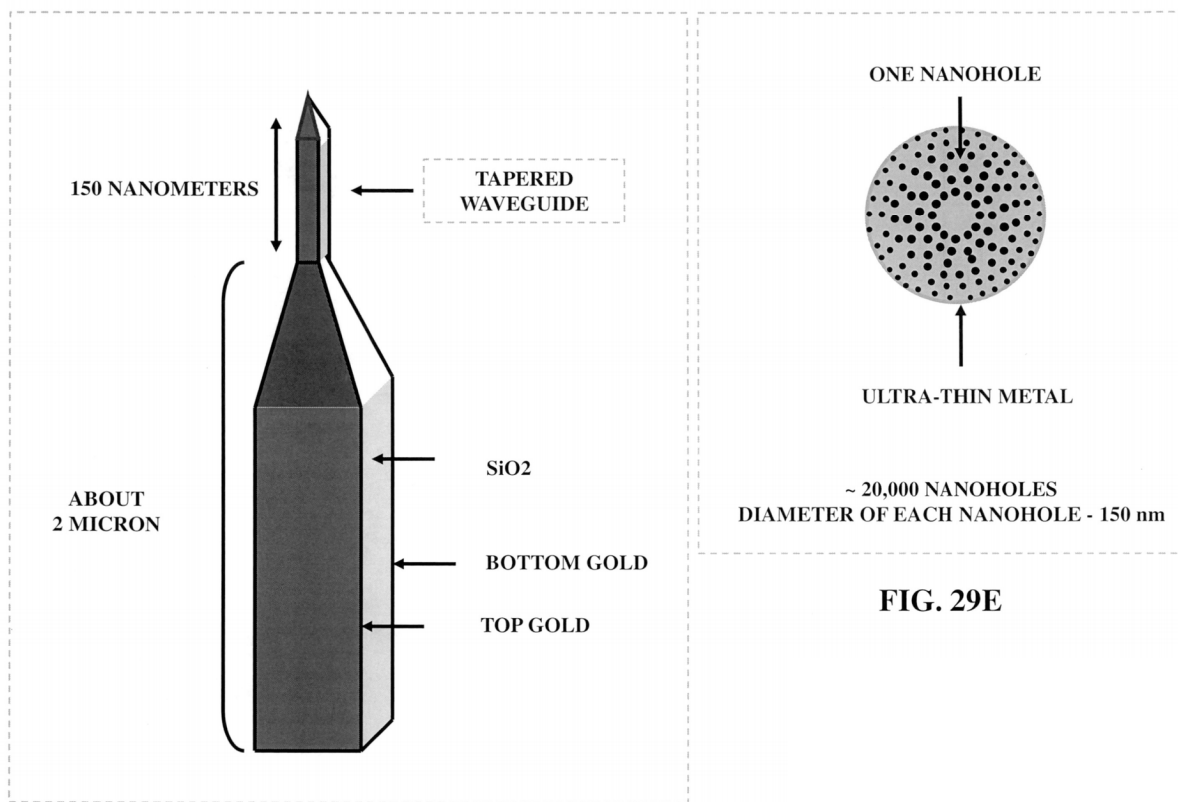 150 NANOMETERS
TAPERED
WAVEGUIDE
ABOUT
2 MICRON
SiO2
BOTTOM GOLD
TOP GOLD
ONE NANOHOLE
ULTRA-THIN METAL
~ 20,000 NANOHOLES
DIAMETER OF EACH NANOHOLE - 150 nm
FIG. 29E